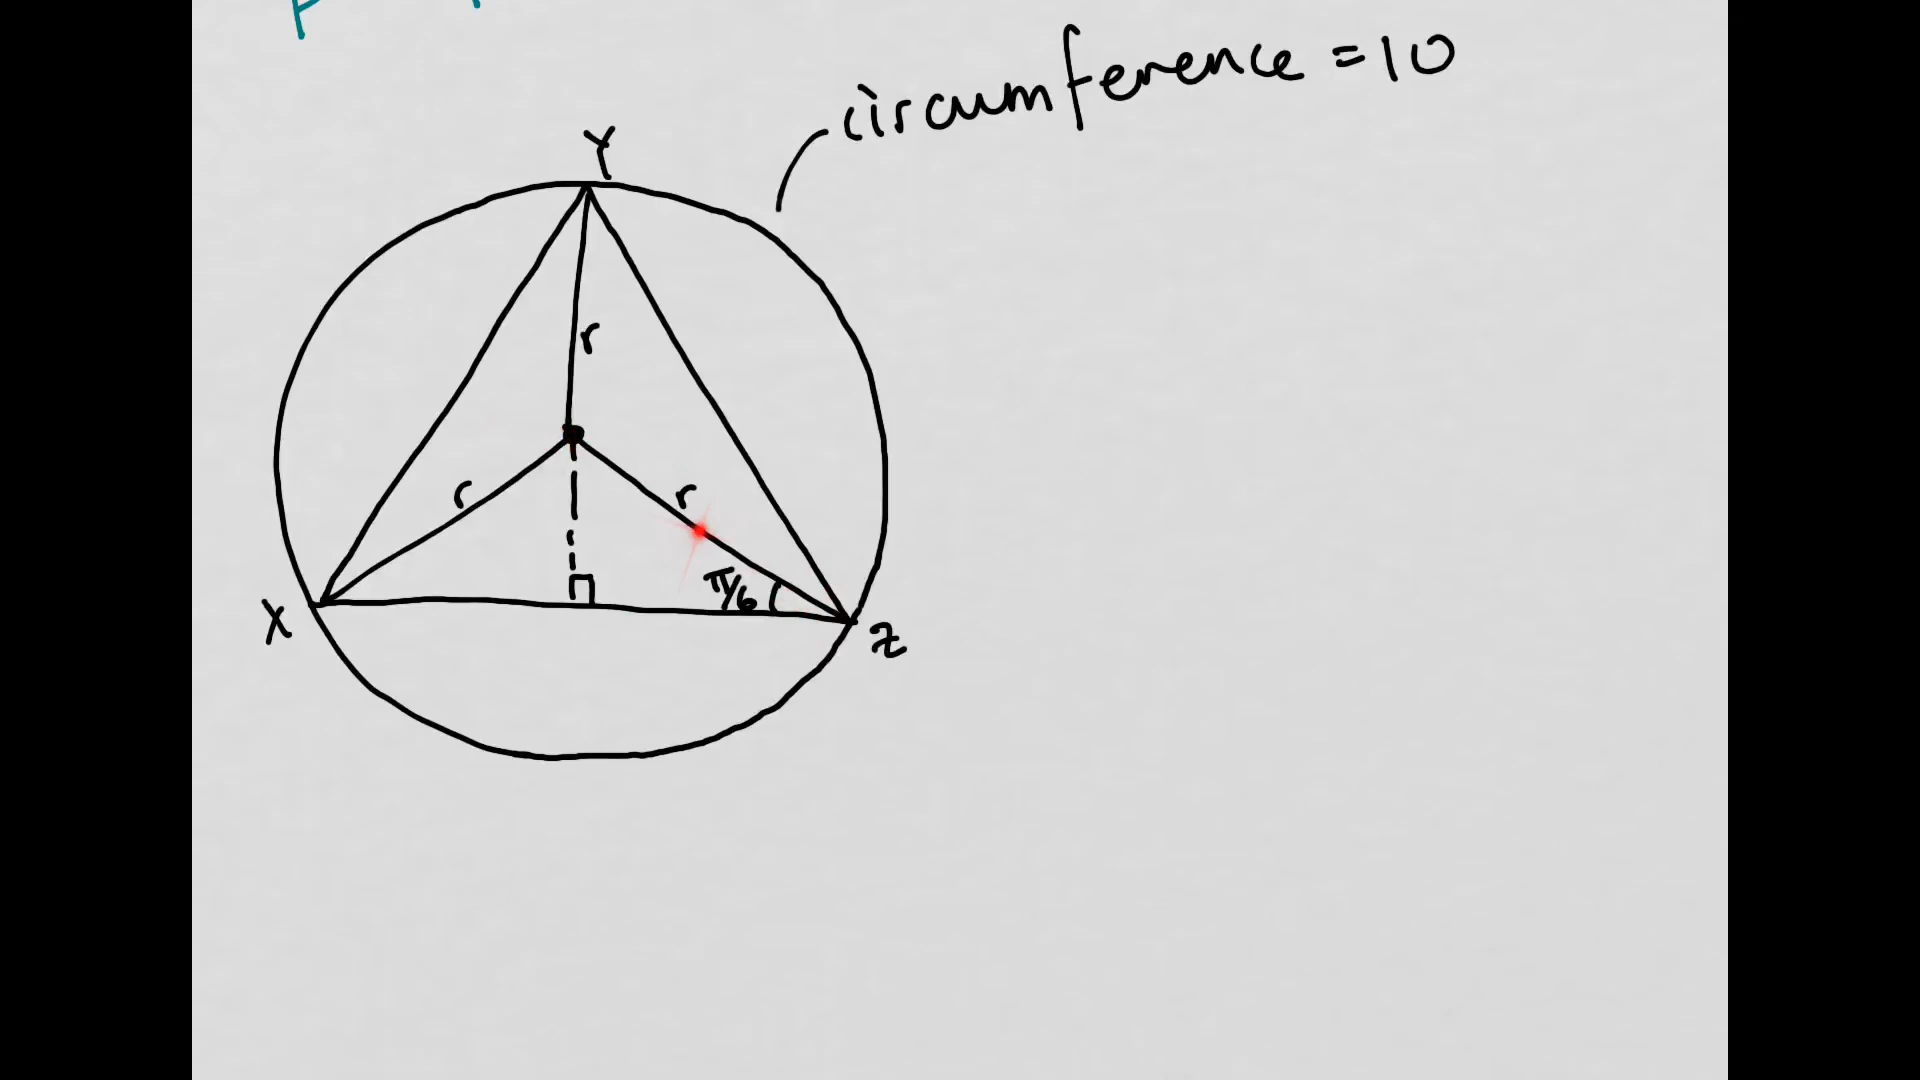 circumference = 10
Y
r
r
r
π/6
X
Z